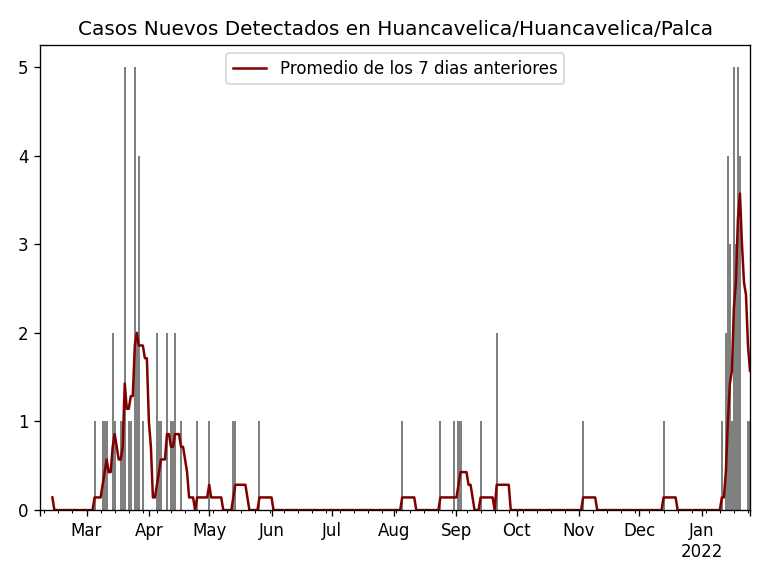 Casos Nuevos Detectados en Huancavelica/Huancavelica/Palca
Promedio de los 7 dias anteriores
5
4
3
2
1
0
Mar Apr May Jun Jul Aug Sep Oct Nov Dec Jan
2022